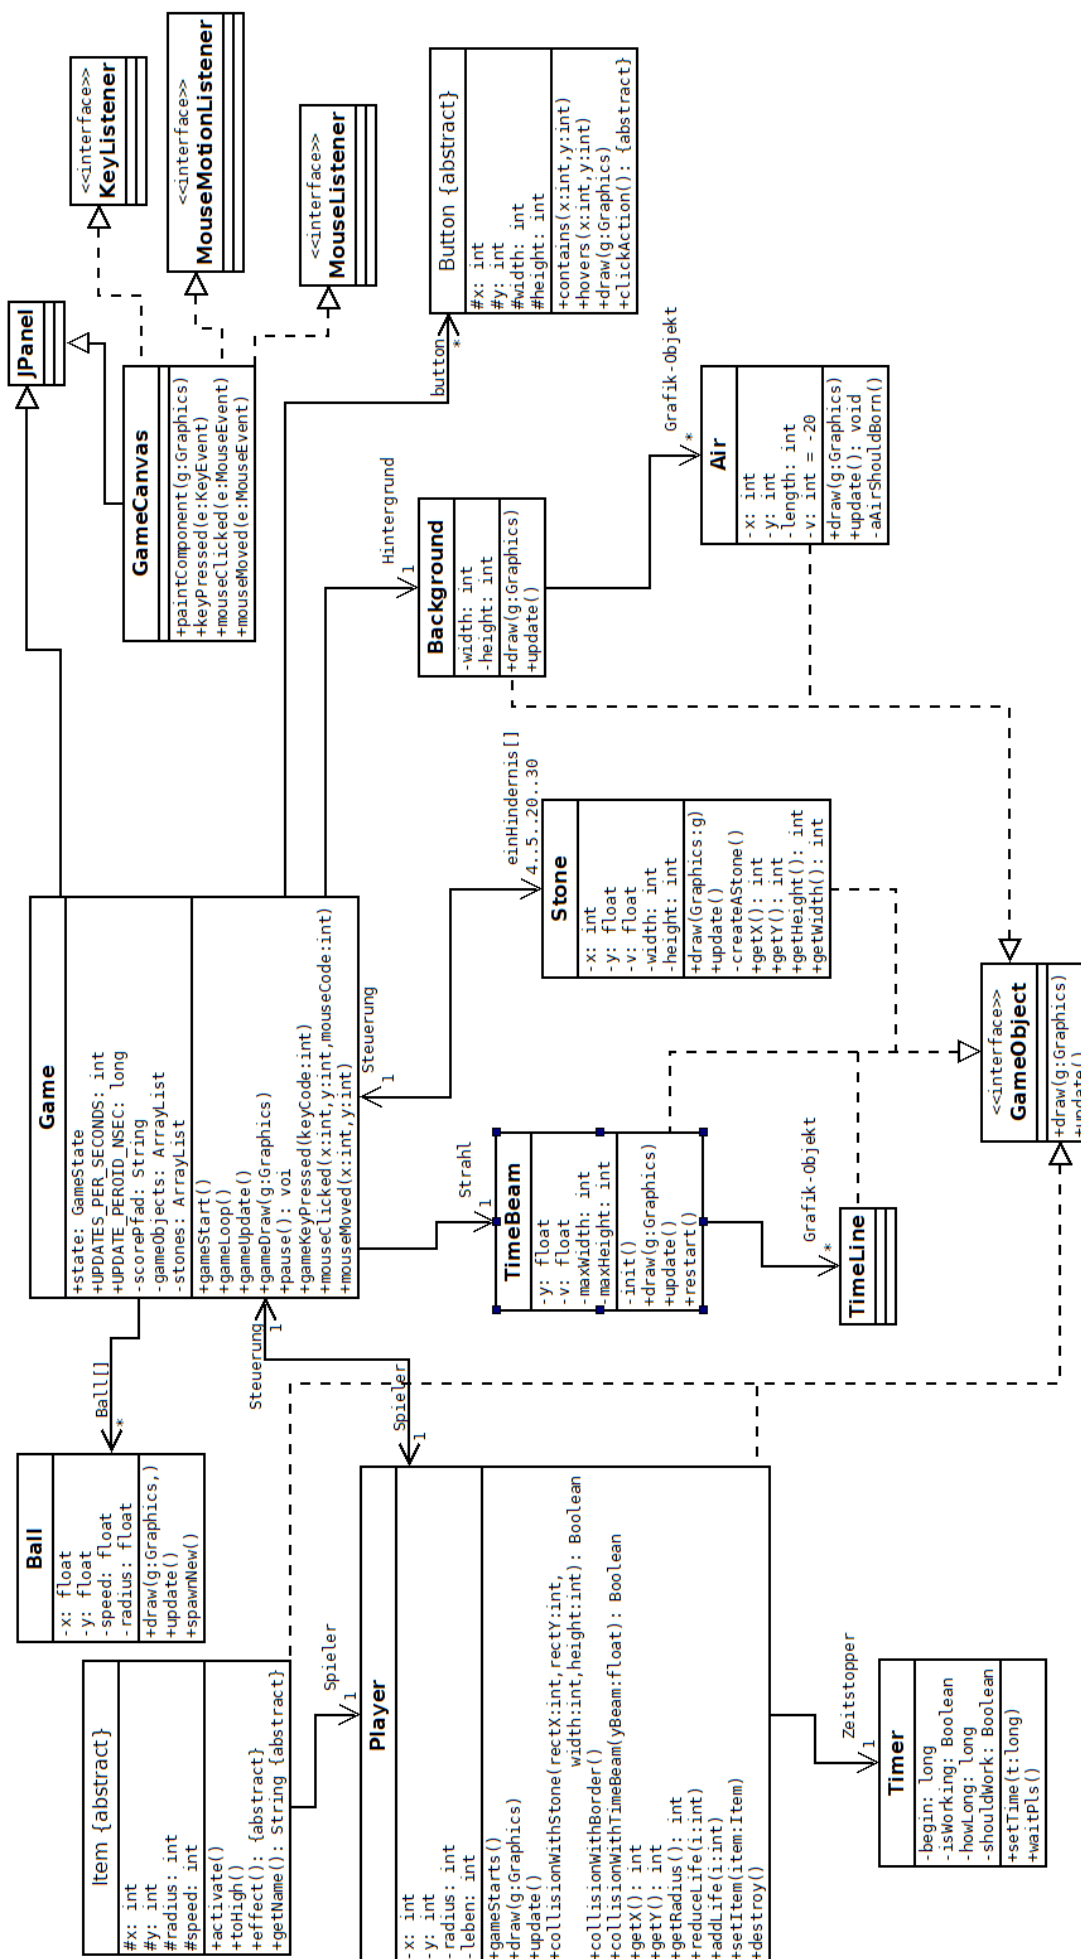 Item {abstract}
#x: int
#y: int
#radius: int
#speed: int
+activate()
+toHigh()
+effect(): {abstract}
+getName(): String {abstract}
Spieler
1
Ball
-x: float
-y: float
-speed: float
-radius: float
+draw(g:Graphics,)
+update()
+spawnNew()
Ball[]
*
Game
+state: GameState
+UPDATES_PER_SECONDS: int
+UPDATE_PEROID_NSEC: long
-scorePfad: String
-gameObjects: ArrayList
-stones: ArrayList
+gameStart()
+gameLoop()
+gameUpdate()
+gameDraw(g:Graphics)
+pause(): voi
+gameKeyPressed(keyCode:int)
+mouseClicked(x:int,y:int,mouseCode:int)
+mouseMoved(x:int,y:int)
JPanel
GameCanvas
+paintComponent(g:Graphics)
+keyPressed(e:KeyEvent)
+mouseClicked(e:MouseEvent)
+mouseMoved(e:MouseEvent)
<<interface>>
KeyListener
<<interface>>
MouseMotionListener
<<interface>>
MouseListener
Steuerung
1
Spieler
1
Steuerung
1
Player
-x: int
-y: int
-radius: int
-leben: int
+gameStarts()
+draw(g:Graphics)
+update()
+collisionWithStone(rectX:int,rectY:int,
width:int,height:int): Boolean
+collisionWithBorder()
+collisionWithTimeBeam(yBeam:float): Boolean
+getX(): int
+getY(): int
+getRadius(): int
+reduceLife(i:int)
+addLife(i:int)
+setItem(item:Item)
+destroy()
Strahl
1
TimeBeam
-y: float
-v: float
-maxWidth: int
-maxHeight: int
-init()
+draw(g:Graphics)
+update()
+restart()
einHindernis[]
4..5..20..30
Stone
-x: int
-y: float
-v: float
-width: int
-height: int
+draw(Graphics:g)
+update()
-createAStone()
+getX(): int
+getY(): int
+getHeight(): int
+getWidth(): int
Hintergrund
1
Background
-width: int
-height: int
+draw(g:Graphics)
+update()
button
*
Button {abstract}
#x: int
#y: int
#width: int
#height: int
+contains(x:int,y:int)
+hovers(x:int,y:int)
+draw(g:Graphics)
+clickAction(): {abstract}
Grafik-Objekt
*
Air
-x: int
-y: int
-length: int
-v: int = -20
+draw(g:Graphics)
+update(): void
-aAirShouldBorn()
Grafik-Objekt
*
TimeLine
Zeitstopper
1
Timer
-begin: long
-isWorking: Boolean
-howLong: long
-shouldWork: Boolean
+setTime(t:long)
+waitPls()
<<interface>>
GameObject
+draw(g:Graphics)
+update()